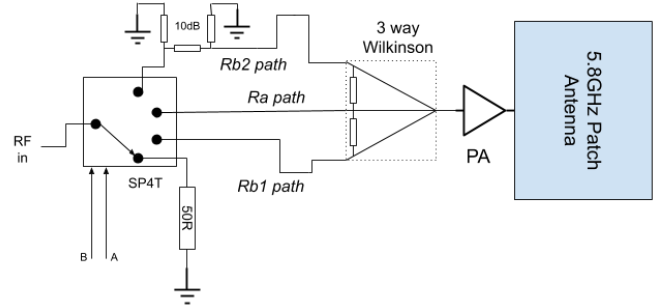 10dB
3 way
Wilkinson
Rb2 path
Ra path
RF
in
Rb1 path
SP4T
PA
5.8GHz Patch
Antenna
50R
B
A